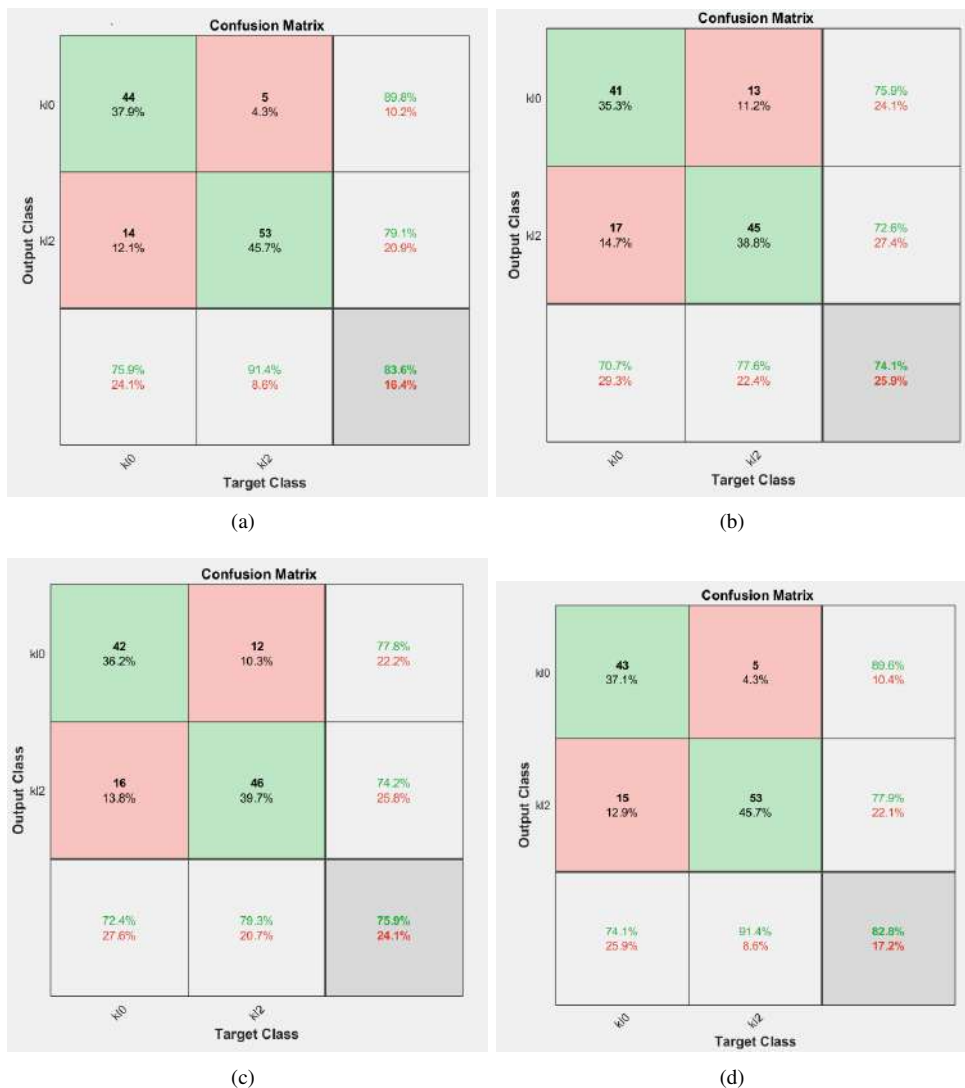 Confusion Matrix
44
37.9%
5
4.3%
89.8%
10.2%
kl0
14
12.1%
53
45.7%
79.1%
20.9%
kl2
75.9%
24.1%
91.4%
8.6%
83.6%
16.4%
kl0
kl2
Target Class
Output Class
(a)
Confusion Matrix
41
35.3%
13
11.2%
75.9%
24.1%
kl0
17
14.7%
45
38.8%
72.6%
27.4%
kl2
70.7%
29.3%
77.6%
22.4%
74.1%
25.9%
kl0
kl2
Target Class
Output Class
(b)
Confusion Matrix
42
36.2%
12
10.3%
77.8%
22.2%
kl0
16
13.8%
46
39.7%
74.2%
25.8%
kl2
72.4%
27.6%
79.3%
20.7%
75.9%
24.1%
kl0
kl2
Target Class
Output Class
(c)
Confusion Matrix
43
37.1%
5
4.3%
89.6%
10.4%
kl0
15
12.9%
53
45.7%
77.9%
22.1%
kl2
74.1%
25.9%
91.4%
8.6%
82.8%
17.2%
kl0
kl2
Target Class
Output Class
(d)